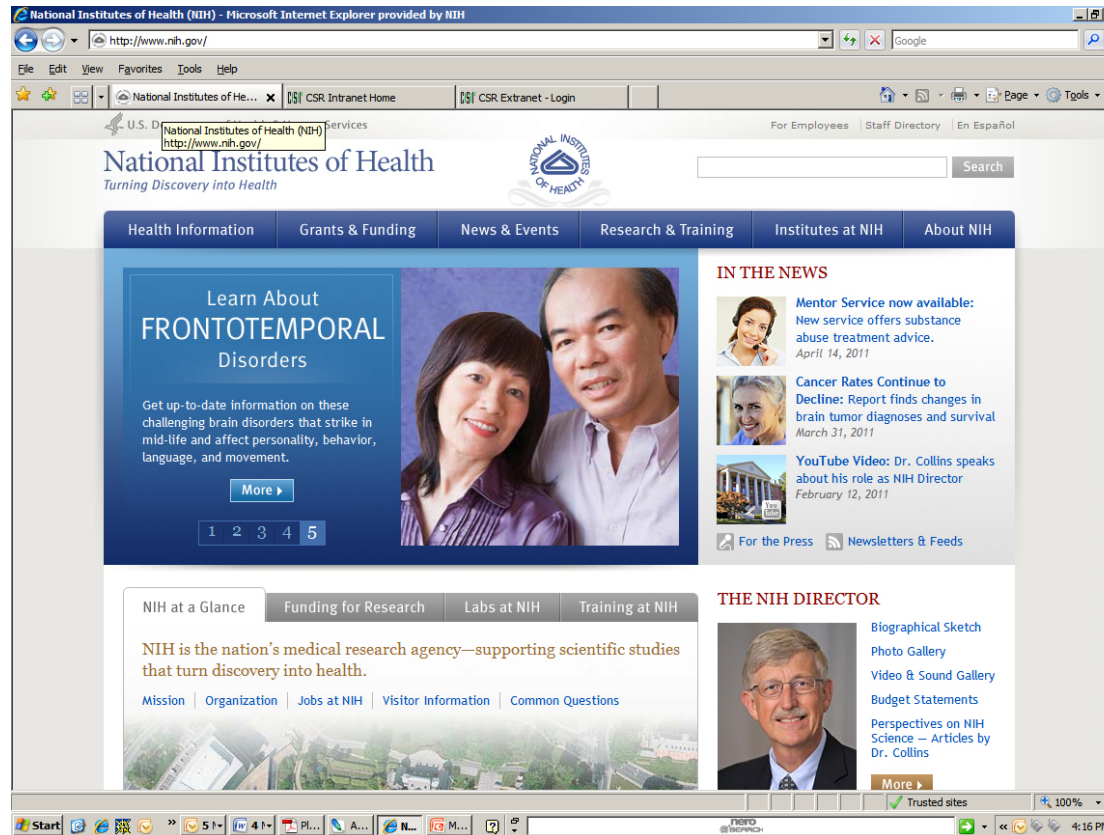 National Institutes of Health (NIH) - Microsoft Internet Explorer provided by NIH
http://www.nih.gov/
Google
File Edit View Favorites Tools Help
National Institutes of He...
CSR Intranet Home
CSR Extranet - Login
Page
Tools
U.S. D
Services
National Institutes of Health (NIH)
http://www.nih.gov/
For Employees Staff Directory En Español
National Institutes of Health
Turning Discovery into Health
NATIONAL INSTITUTES OF HEALTH
Search
Health Information Grants & Funding News & Events Research & Training Institutes at NIH About NIH
Learn About
FRONTOTEMPORAL
Disorders
Get up-to-date information on these
challenging brain disorders that strike in
mid-life and affect personality, behavior,
language, and movement.
More
1 2 3 4 5
IN THE NEWS
Mentor Service now available:
New service offers substance
abuse treatment advice.
April 14, 2011
Cancer Rates Continue to
Decline: Report finds changes in
brain tumor diagnoses and survival
March 31, 2011
YouTube Video: Dr. Collins speaks
about his role as NIH Director
February 12, 2011
You Tube
For the Press Newsletters & Feeds
NIH at a Glance Funding for Research Labs at NIH Training at NIH
NIH is the nation's medical research agency—supporting scientific studies
that turn discovery into health.
Mission Organization Jobs at NIH Visitor Information Common Questions
THE NIH DIRECTOR
Biographical Sketch
Photo Gallery
Video & Sound Gallery
Budget Statements
Perspectives on NIH
Science — Articles by
Dr. Collins
More
Trusted sites
100%
Start
5
4
Pl...
A...
N...
M...
nero
SEARCH
4:16 P